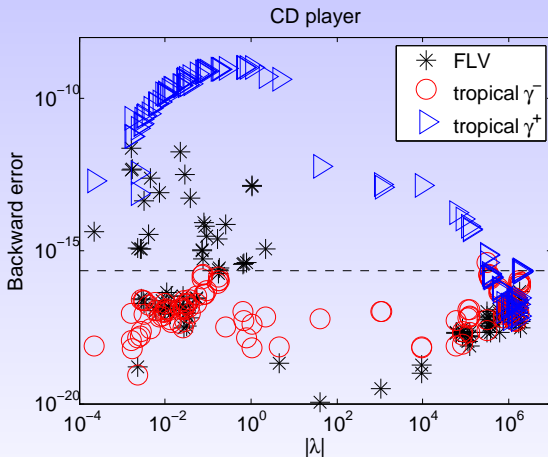 CD player
Backward error
10⁻¹⁰
10⁻¹⁵
10⁻²⁰
FLV
tropical γ⁻
tropical γ⁺
10⁻⁴
10⁻²
10⁰
10²
10⁴
10⁶
|λ|